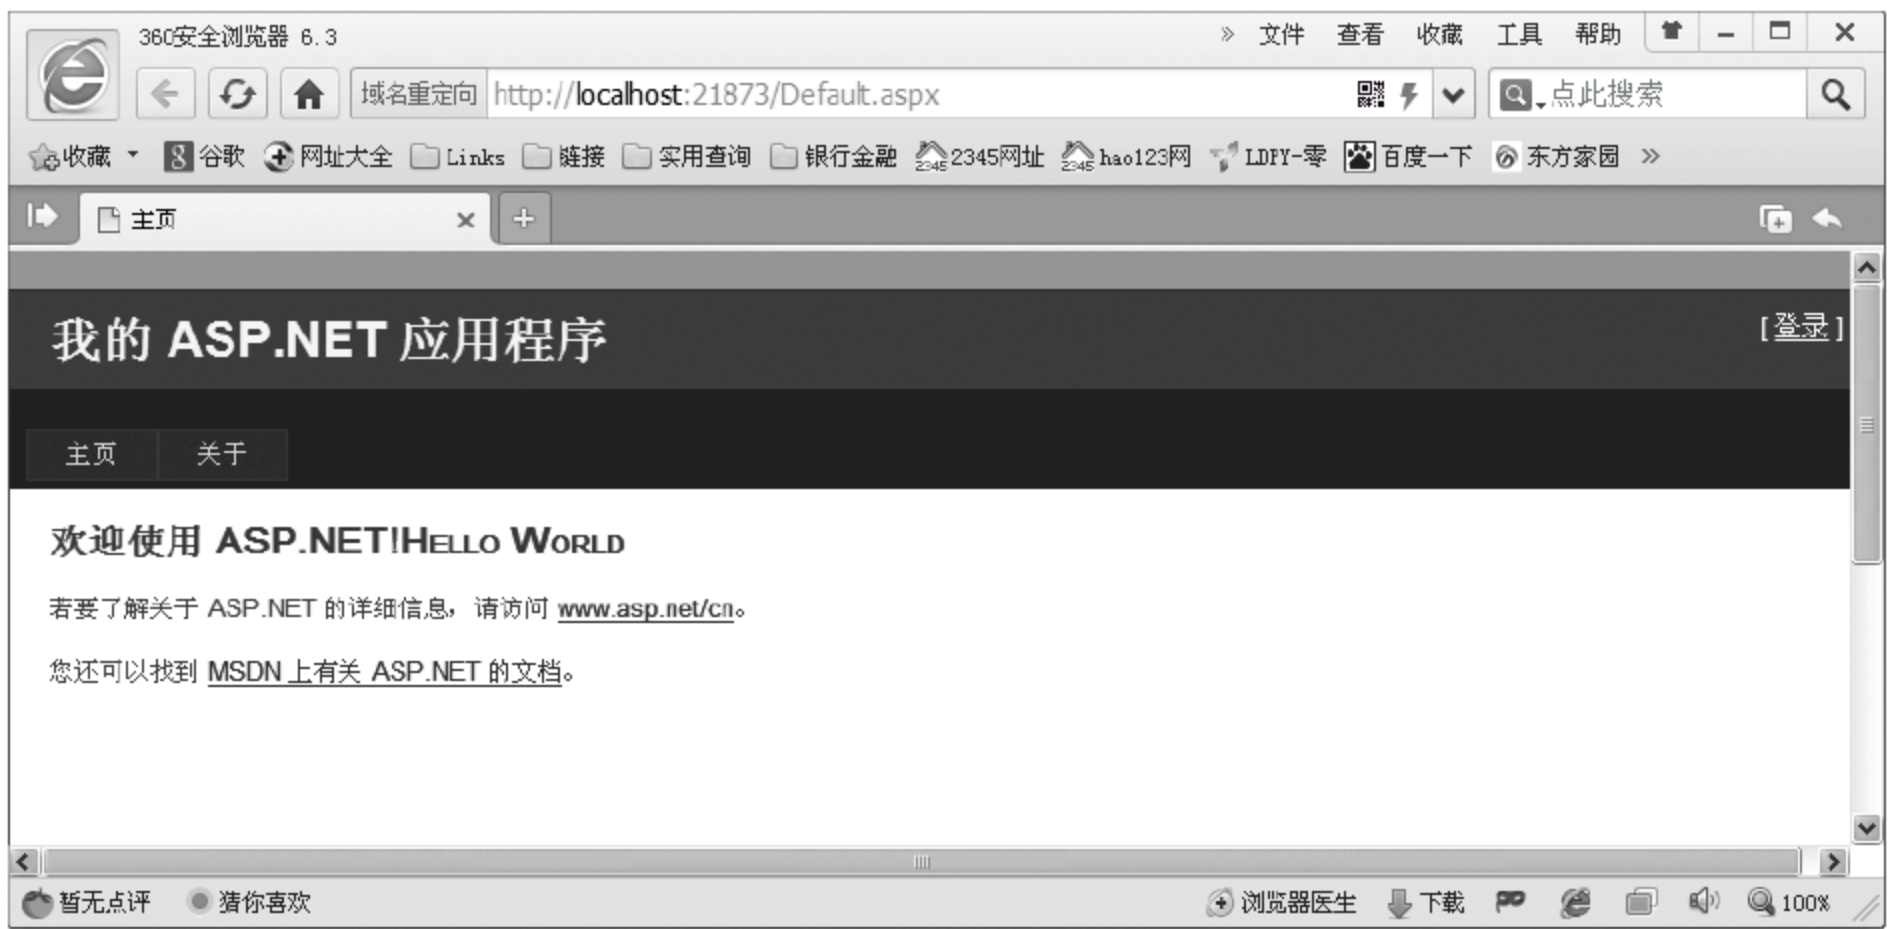 360安全浏览器 6.3
» 文件 查看 收藏 工具 帮助
域名重定向 http://localhost:21873/Default.aspx 点此搜索
收藏 谷歌 网址大全 Links 链接 实用查询 银行金融 2345网址 hao123网 LDFY-零 百度一下 东方家园 »
主页
我的 ASP.NET 应用程序
[登录]
主页 关于
欢迎使用 ASP.NET!HELLO WORLD
若要了解关于 ASP.NET 的详细信息，请访问 www.asp.net/cn。
您还可以找到 MSDN 上有关 ASP.NET 的文档。
暂无点评 猜你喜欢 浏览器医生 下载 100%